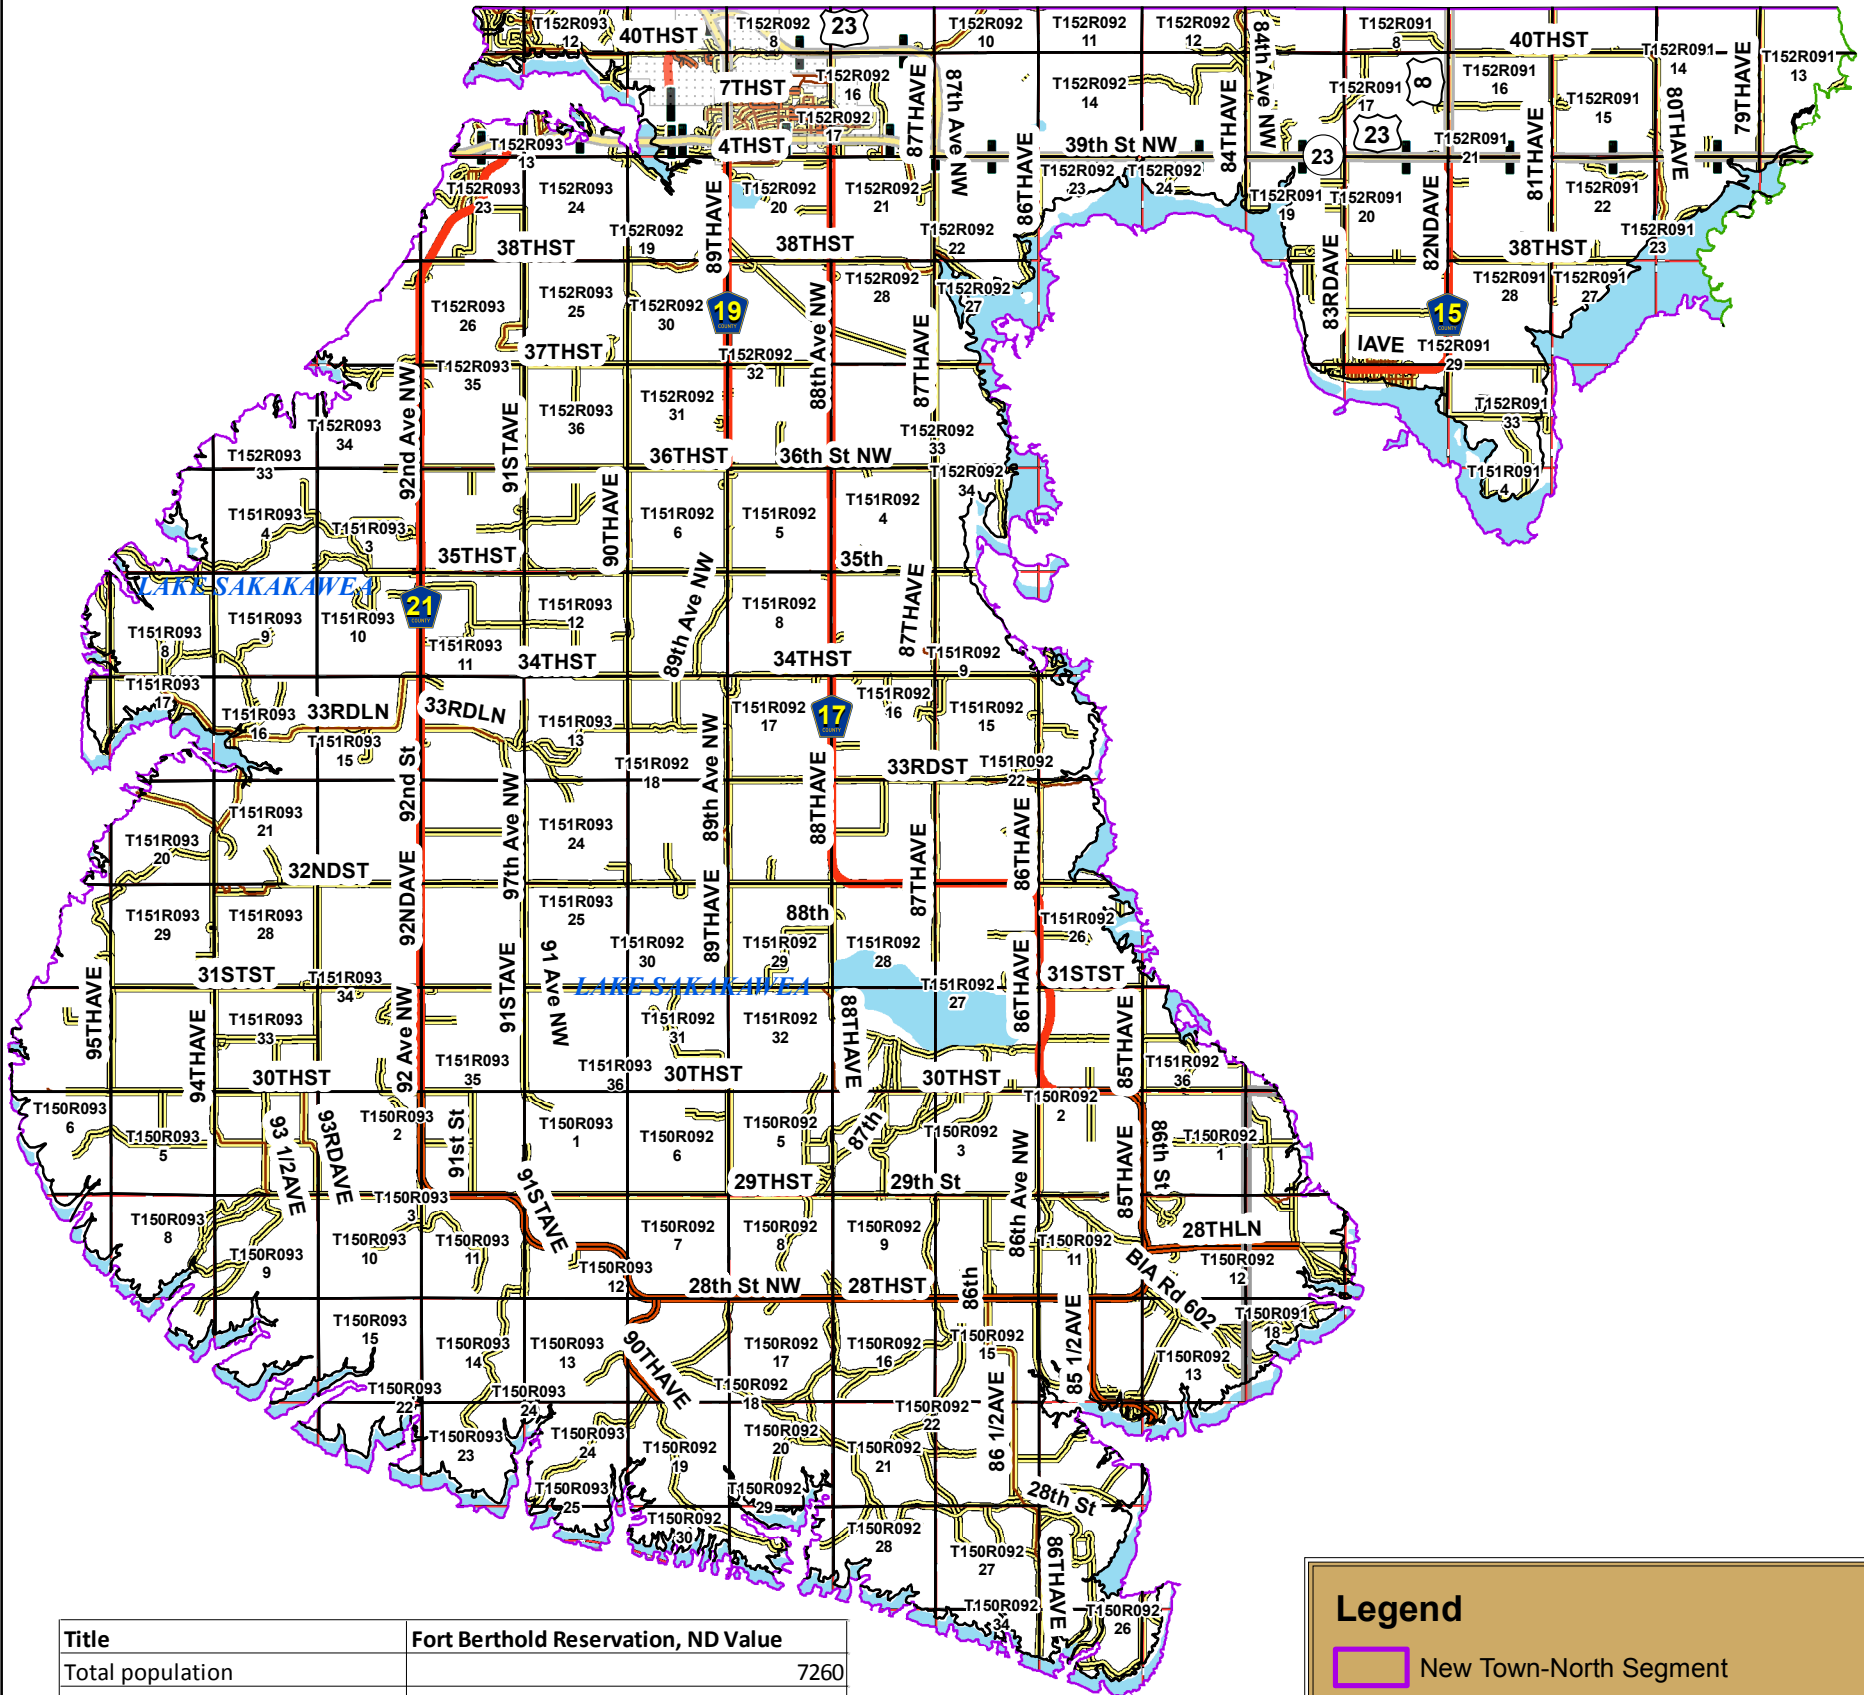 T152R093
12
40THST
T152R092
8
23
T152R092
10
T152R092
11
T152R092
12
84th Ave NW
T152R091
8
40THST
T152R091
14
79THAVE
T152R091
13
7THST
T152R092
16
87THAVE
87th Ave NW
T152R092
14
84THAVE
T152R091
17
8
T152R091
16
T152R091
15
80THAVE
T152R092
17
4THST
T152R093
13
39th St NW
23
23
T152R091
21
81THAVE
T152R093
23
T152R093
24
89THAVE
T152R092
20
T152R092
21
86THAVE
T152R092
23
T152R092
24
T152R091
19
T152R091
20
82NDAVE
T152R091
22
38THST
T152R092
19
38THST
T152R092
22
83RDAVE
38THST
T152R091
23
T152R093
26
T152R093
25
T152R092
30
19
COUNTY
88th Ave NW
T152R092
28
T152R092
27
15
COUNTY
T152R091
28
T152R091
27
37THST
T152R093
35
T152R092
32
87THAVE
IAVE
T152R091
29
92nd Ave NW
91STAVE
T152R093
36
T152R092
31
T152R093
34
T152R093
33
36THST
36th St NW
T152R092
33
T152R092
34
T152R091
33
T151R091
4
T151R093
4
T151R093
3
90THAVE
T151R092
6
T151R092
5
T151R092
4
35THST
35th
LAKE SAKAKAWEA
21
COUNTY
T151R093
8
T151R093
9
T151R093
10
T151R093
12
89th Ave NW
T151R092
8
87THAVE
T151R093
11
34THST
34THST
T151R092
9
T151R093
17
T151R093
16
33RDLN
33RDLN
T151R093
15
T151R093
13
89th Ave NW
T151R092
17
17
COUNTY
T151R092
16
T151R092
15
92nd St
97th Ave NW
T151R092
18
88THAVE
33RDST
T151R092
22
T151R093
20
T151R093
21
T151R093
24
87THAVE
86THAVE
32NDST
T151R093
29
T151R093
28
92NDAVE
T151R093
25
89THAVE
88th
T151R092
26
T151R092
30
T151R092
29
T151R092
28
86THAVE
95THAVE
31STST
T151R093
34
91STAVE
91 Ave NW
LAKE SAKAKAWEA
T151R092
27
31STST
94THAVE
T151R093
33
92 Ave NW
T151R092
31
T151R092
32
88THAVE
85THAVE
30THST
T151R093
35
T151R093
36
30THST
30THST
T151R092
36
T150R093
6
T150R093
5
93 1/2AVE
93RDAVE
T150R093
2
91st St
T150R093
1
T150R092
6
T150R092
5
87th
T150R092
3
T150R092
2
85THAVE
86th St
T150R092
1
29THST
29th St
T150R093
3
91STAVE
86th Ave NW
T150R093
8
T150R093
9
T150R093
10
T150R093
11
T150R092
7
T150R092
8
T150R092
9
T150R092
11
28THLN
T150R093
12
28th St NW
28THST
86th
BIA Rd 602
T150R092
12
T150R093
15
T150R093
14
T150R093
13
90THAVE
T150R092
17
T150R092
16
T150R092
15
85 1/2AVE
T150R091
18
T150R092
13
T150R093
22
T150R093
24
T150R092
18
T150R092
22
86 1/2AVE
T150R093
23
T150R093
24
T150R092
19
T150R092
20
T150R092
21
T150R093
25
T150R092
29
28th St
T150R092
30
T150R092
28
T150R092
27
86THAVE
T150R092
34
T150R092
26
Title Fort Berthold Reservation, ND Value
Total population 7260
Legend
New Town-North Segment